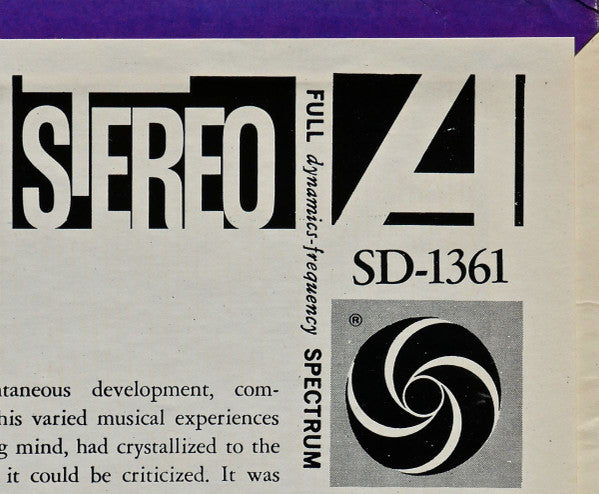 STEREO
FULL dynamics-frequency SPECTRUM
A
SD-1361
®
ntaneous development, com-
his varied musical experiences
g mind, had crystallized to the
it could be criticized. It was